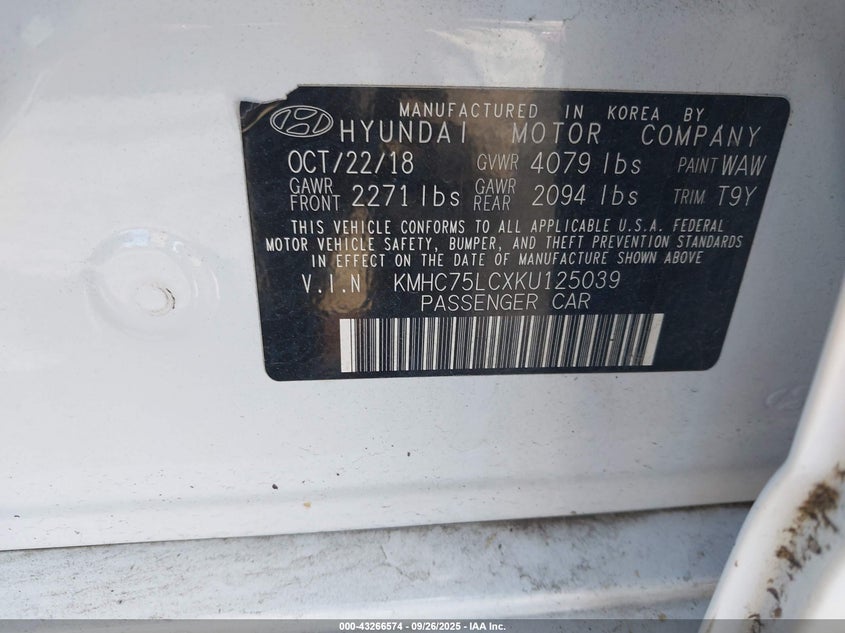 MANUFACTURED IN KOREA BY
HYUNDAI MOTOR COMPANY
OCT/22/18 GVWR 4079 lbs PAINT WAW
GAWR FRONT 2271 lbs GAWR REAR 2094 lbs TRIM T9Y
THIS VEHICLE CONFORMS TO ALL APPLICABLE U.S.A. FEDERAL
MOTOR VEHICLE SAFETY, BUMPER, AND THEFT PREVENTION STANDARDS
IN EFFECT ON THE DATE OF MANUFACTURE SHOWN ABOVE
V.I.N KMHC75LCXKU125039
PASSENGER CAR
000-43266574 - 09/26/2025 - IAA Inc.